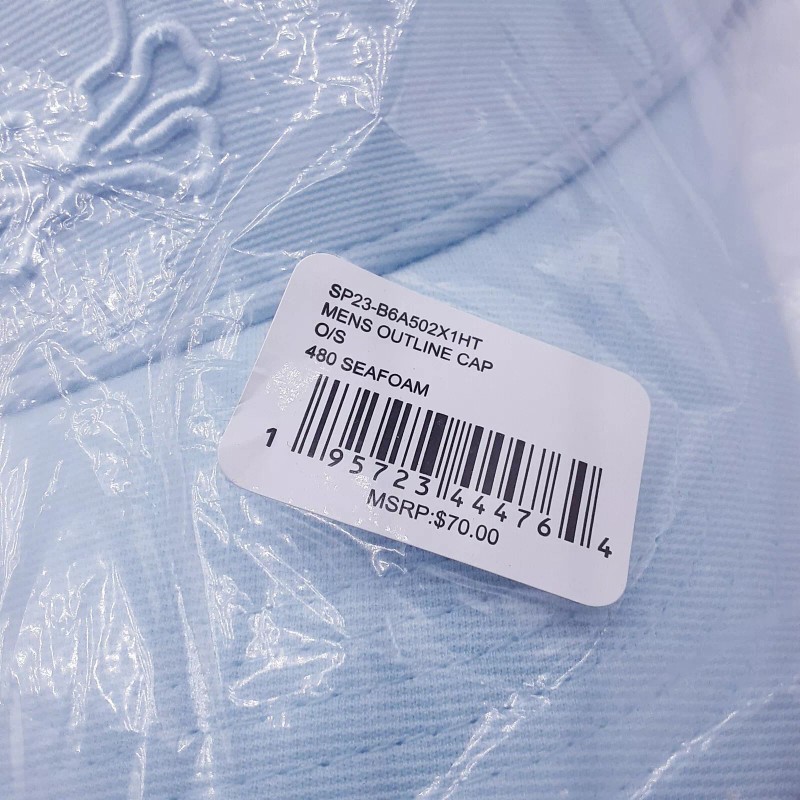 SP23-B6A502X1HT
MENS OUTLINE CAP
O/S
480 SEAFOAM
1 95723 44476 4
MSRP:$70.00